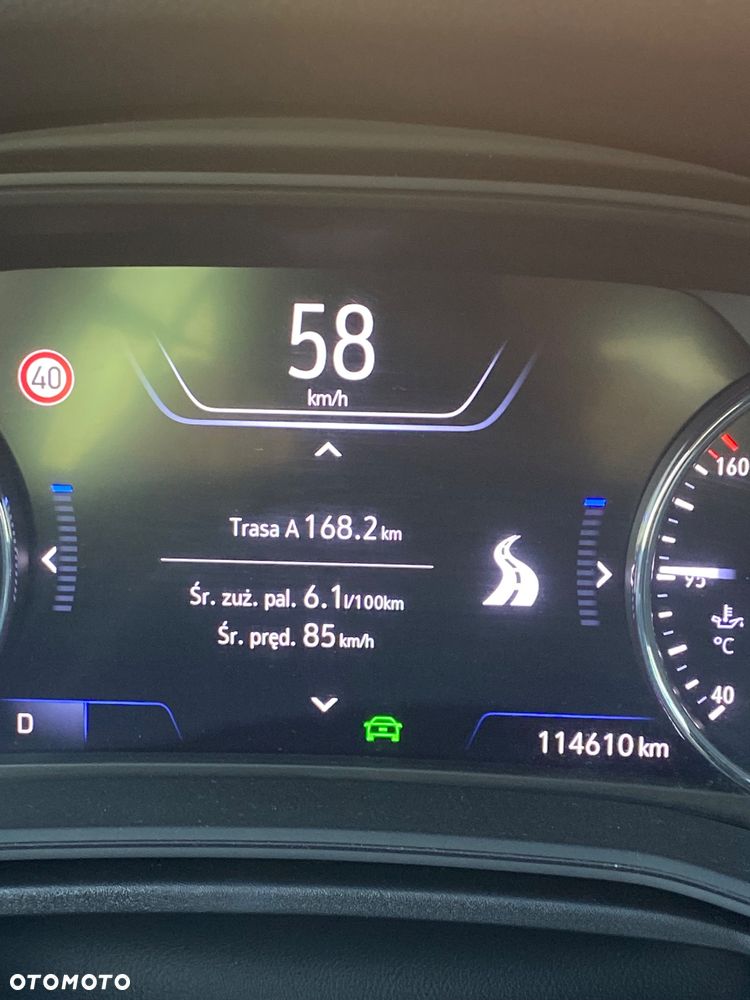 58
40
km/h
160
Trasa A 168.2 km
95
Śr. zuż. pal. 6.1 l/100km
Śr. pręd. 85 km/h
°C
40
D
114610 km
OTOMOTO